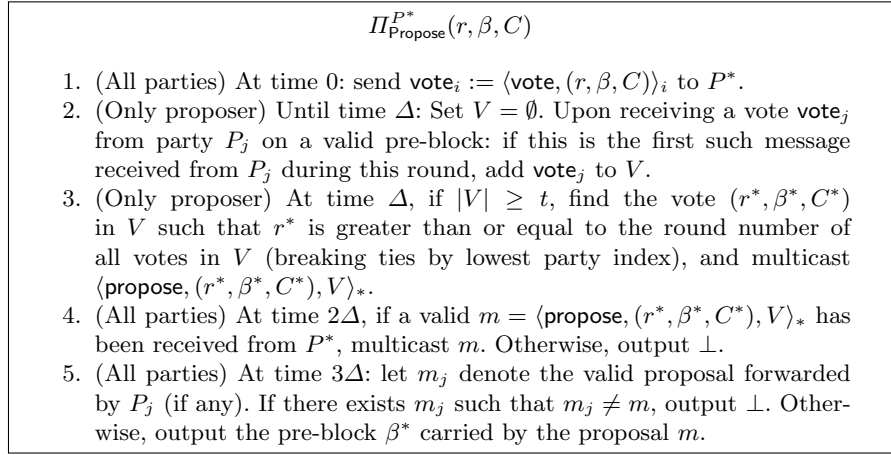 Π^{P*}_{Propose}(r, β, C)
1. (All parties) At time 0: send vote_i := ⟨vote, (r, β, C)⟩_i to P*.
2. (Only proposer) Until time Δ: Set V = ∅. Upon receiving a vote vote_j
from party P_j on a valid pre-block: if this is the first such message
received from P_j during this round, add vote_j to V.
3. (Only proposer) At time Δ, if |V| ≥ t, find the vote (r*, β*, C*)
in V such that r* is greater than or equal to the round number of
all votes in V (breaking ties by lowest party index), and multicast
⟨propose, (r*, β*, C*), V⟩_*.
4. (All parties) At time 2Δ, if a valid m = ⟨propose, (r*, β*, C*), V⟩_* has
been received from P*, multicast m. Otherwise, output ⊥.
5. (All parties) At time 3Δ: let m_j denote the valid proposal forwarded
by P_j (if any). If there exists m_j such that m_j ≠ m, output ⊥. Other-
wise, output the pre-block β* carried by the proposal m.